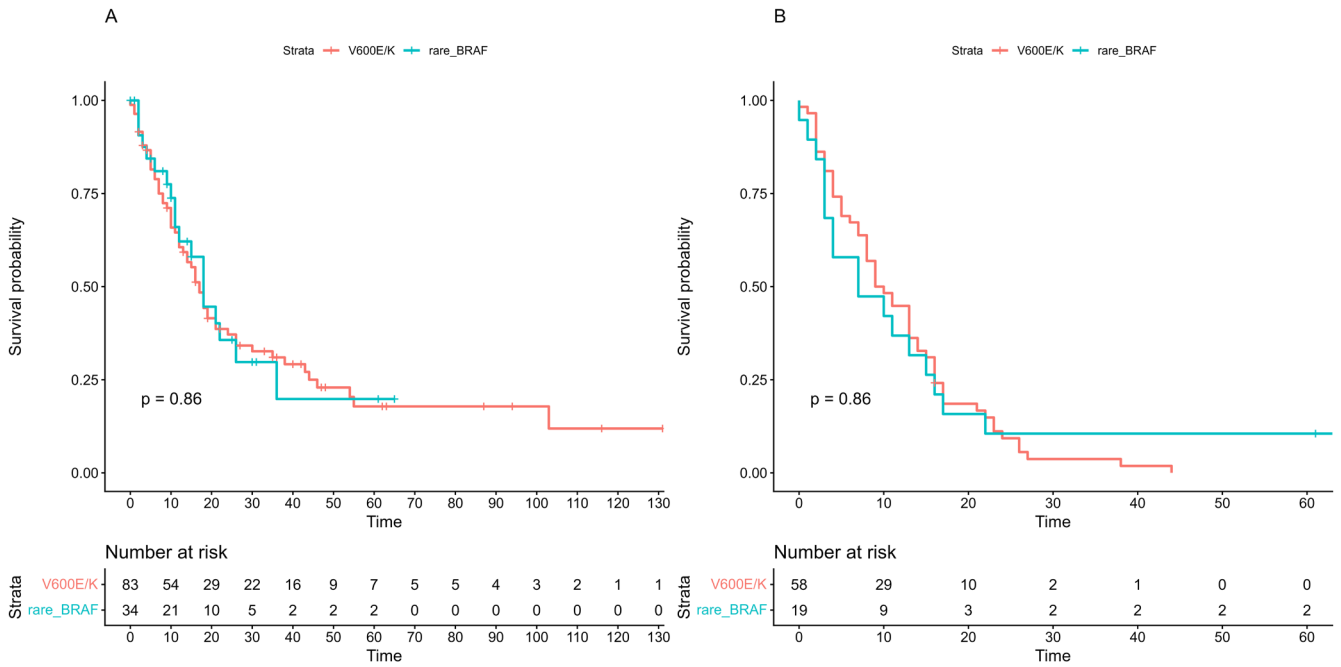 A
Strata V600E/K rare_BRAF
1.00
0.75
0.50
0.25
0.00
Survival probability
p = 0.86
0 10 20 30 40 50 60 70 80 90 100 110 120 130
Time
Number at risk
Strata
V600E/K 83 54 29 22 16 9 7 5 5 4 3 2 1 1
rare_BRAF 34 21 10 5 2 2 2 0 0 0 0 0 0 0
0 10 20 30 40 50 60 70 80 90 100 110 120 130
Time
B
Strata V600E/K rare_BRAF
1.00
0.75
0.50
0.25
0.00
Survival probability
p = 0.86
0 10 20 30 40 50 60
Time
Number at risk
Strata
V600E/K 58 29 10 2 1 0 0
rare_BRAF 19 9 3 2 2 2 2
0 10 20 30 40 50 60
Time